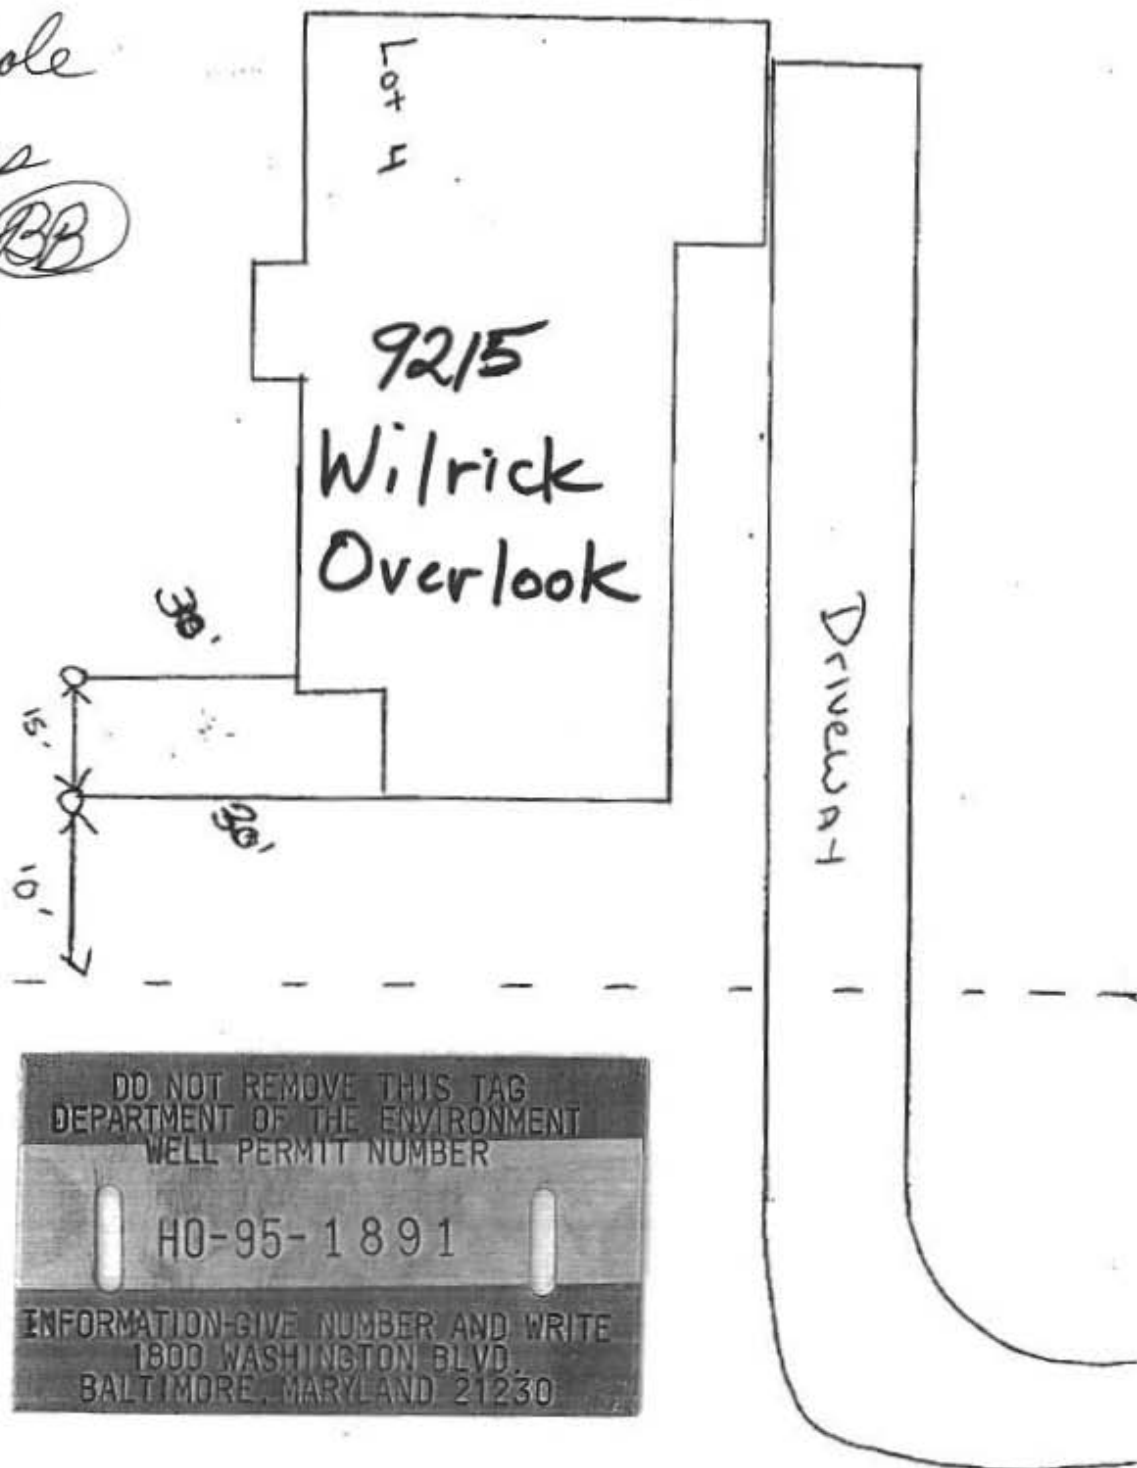 ole
BB
Lot 4
9215
Wilrick
Overlook
30'
15'
30'
10'
Driveway
DO NOT REMOVE THIS TAG
DEPARTMENT OF THE ENVIRONMENT
WELL PERMIT NUMBER
HO-95-1891
INFORMATION-GIVE NUMBER AND WRITE
1800 WASHINGTON BLVD.
BALTIMORE, MARYLAND 21230